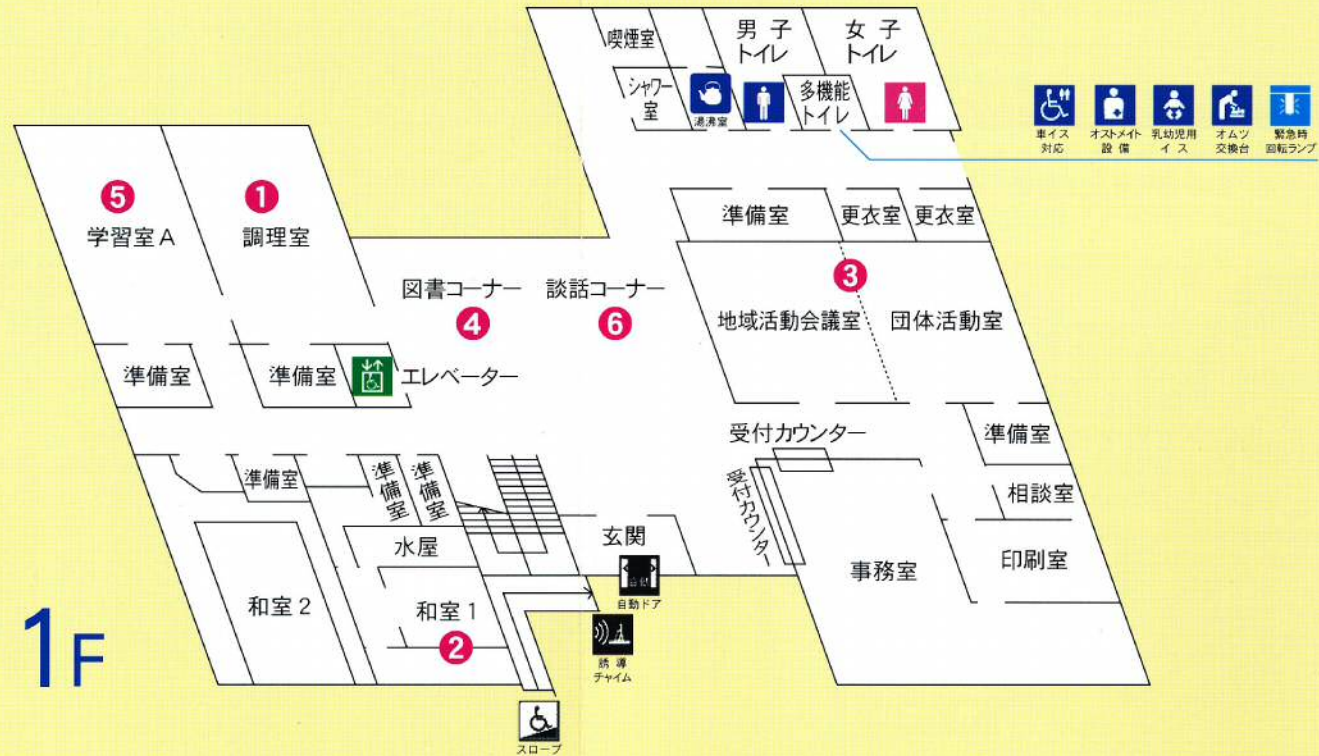 喫煙室
男子
トイレ
女子
トイレ
シャワー
室
湯沸室
多機能
トイレ
車イス
対応
オストメイト
設備
乳幼児用
イス
オムツ
交換台
緊急時
回転ランプ
5
学習室A
1
調理室
準備室
更衣室
更衣室
図書コーナー
4
談話コーナー
6
3
地域活動会議室
団体活動室
準備室
準備室
エレベーター
受付カウンター
準備室
準備室
準備室
準備室
受付カウンター
相談室
水屋
玄関
事務室
印刷室
和室2
和室1
2
自動
自動ドア
誘導
チャイム
スロープ
1F